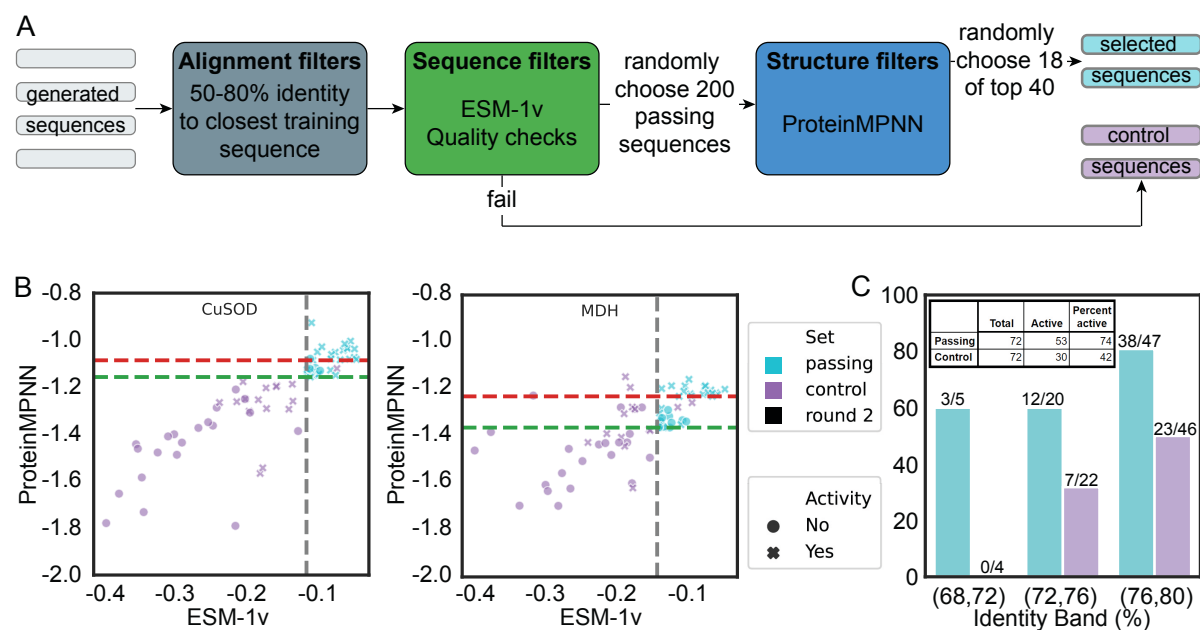 A
generated
sequences
Alignment filters
50-80% identity
to closest training
sequence
Sequence filters
ESM-1v
Quality checks
fail
randomly
choose 200
passing
sequences
Structure filters
ProteinMPNN
randomly
choose 18
of top 40
selected
sequences
control
sequences
B
CuSOD
ProteinMPNN
-0.8
-1.0
-1.2
-1.4
-1.6
-1.8
-2.0
-0.4 -0.3 -0.2 -0.1
ESM-1v
MDH
ProteinMPNN
-0.8
-1.0
-1.2
-1.4
-1.6
-1.8
-2.0
-0.4 -0.3 -0.2 -0.1
ESM-1v
Set
passing
control
round 2
Activity
No
Yes
C
100
80
60
40
20
0
Total Active Percent active
Passing 72 53 74
Control 72 30 42
3/5
0/4
12/20
7/22
38/47
23/46
(68,72) (72,76) (76,80)
Identity Band (%)